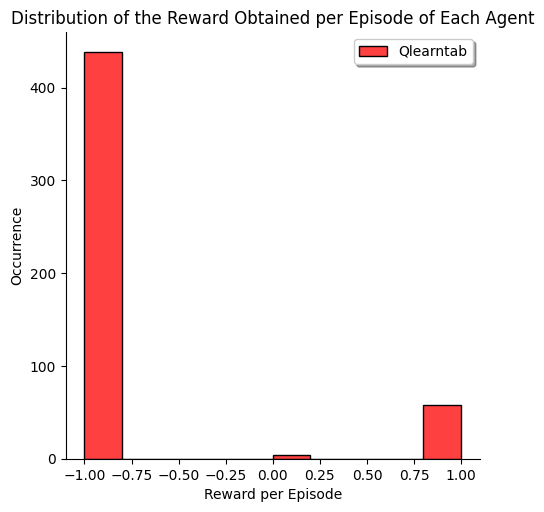 Distribution of the Reward Obtained per Episode of Each Agent
Qlearntab
Occurrence
400
300
200
100
0
−1.00 −0.75 −0.50 −0.25 0.00 0.25 0.50 0.75 1.00
Reward per Episode